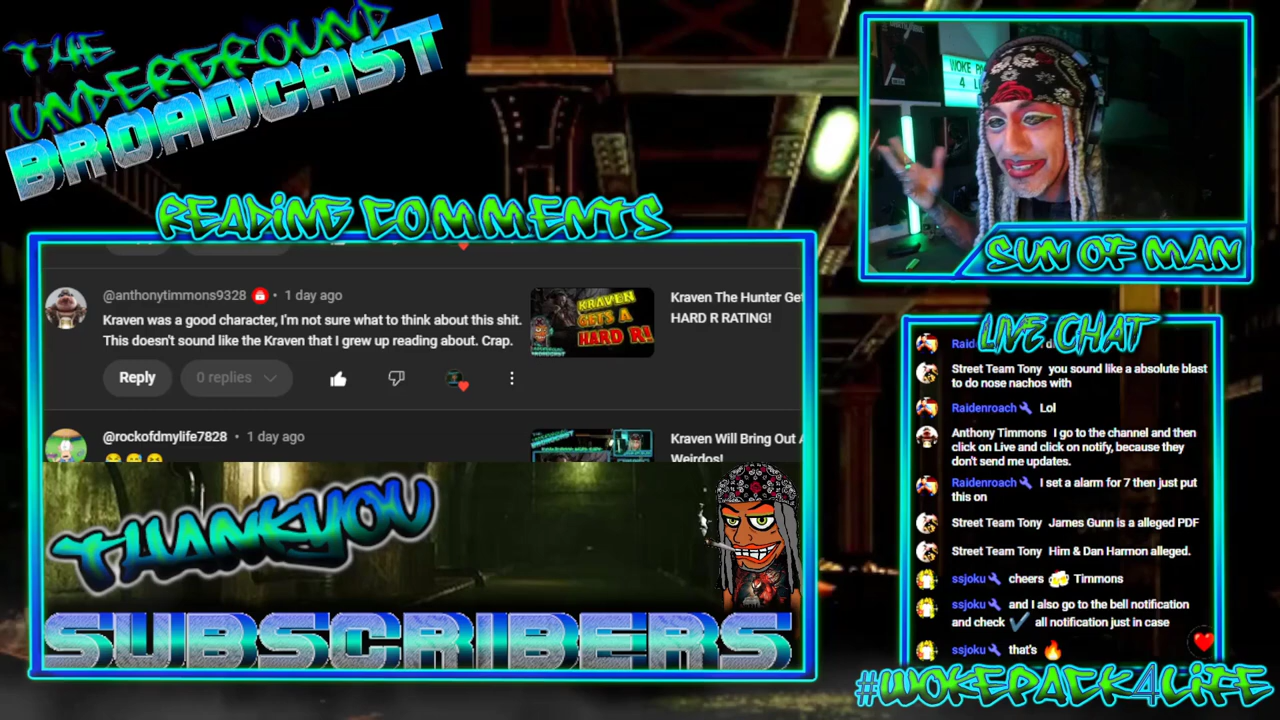 THE
UNDERGROUND
BROADCAST
READING COMMENTS
@anthonytimmons9328 • 1 day ago
Kraven was a good character, I'm not sure what to think about this shit.
This doesn't sound like the Kraven that I grew up reading about. Crap.
Reply
0 replies
KRAVEN
GETS A
HARD R!
Kraven The Hunter Get
HARD R RATING!
@rockofdmylife7828 • 1 day ago
Kraven Will Bring Out A
Weirdos!
THANKYOU
SUBSCRIBERS
WOKE PA
4 LI
SUN OF MAN
LIVE CHAT
Raid
Street Team Tony you sound like a absolute blast
to do nose nachos with
Raidenroach Lol
Anthony Timmons I go to the channel and then
click on Live and click on notify, because they
don't send me updates.
Raidenroach I set a alarm for 7 then just put
this on
Street Team Tony James Gunn is a alleged PDF
Street Team Tony Him & Dan Harmon alleged.
ssjoku cheers 🍻 Timmons
ssjoku and I also go to the bell notification
and check ✔ all notification just in case
ssjoku that's 🔥
#WOKEPACK4LIFE